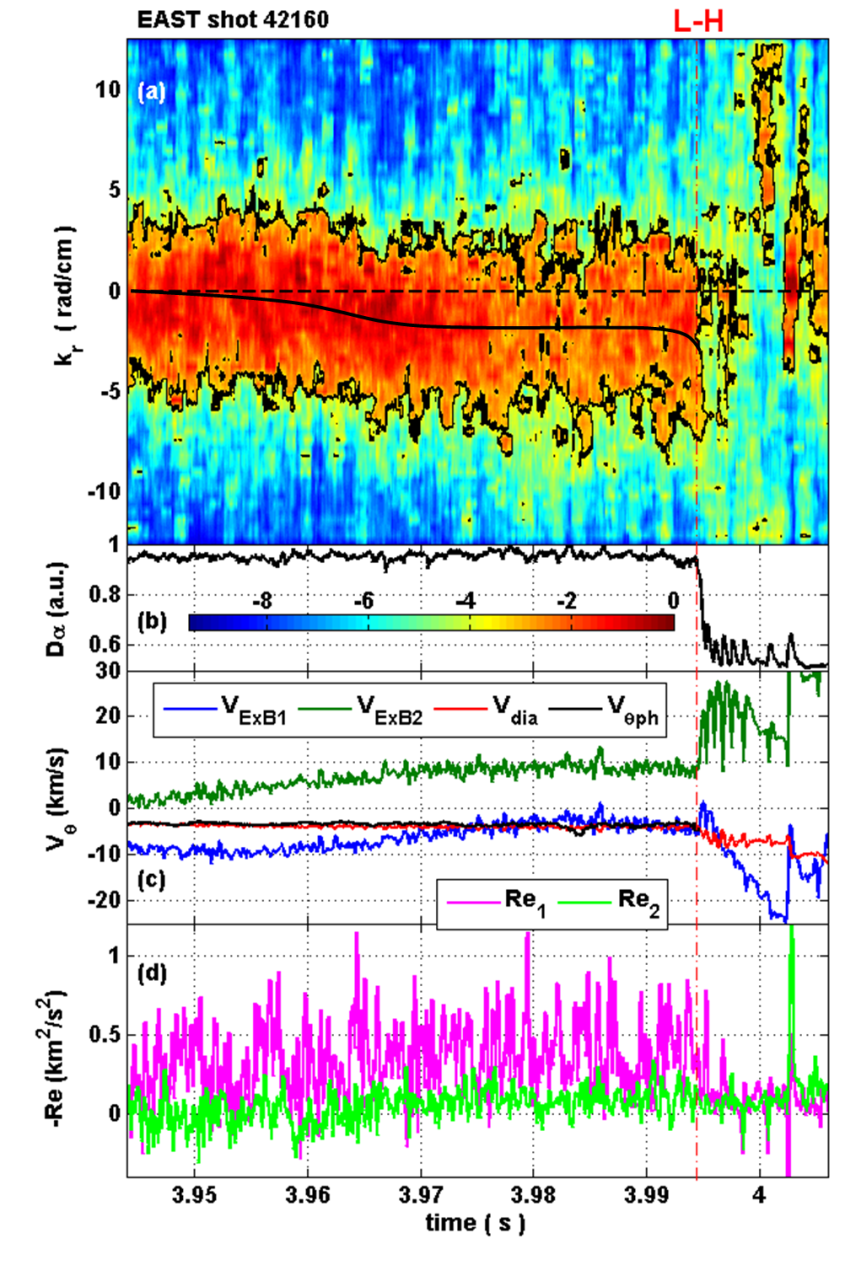 EAST shot 42160
L-H
(a)
10
5
0
-5
-10
k_r ( rad/cm)
1
0.8
0.6
Dα (a.u.)
(b)
-8 -6 -4 -2 0
30
20
10
0
-10
-20
V_θ (km/s)
V_ExB1 V_ExB2 V_dia V_θph
(c)
Re_1 Re_2
(d)
1
0.5
0
-Re (km^2/s^2)
3.95 3.96 3.97 3.98 3.99 4
time ( s )